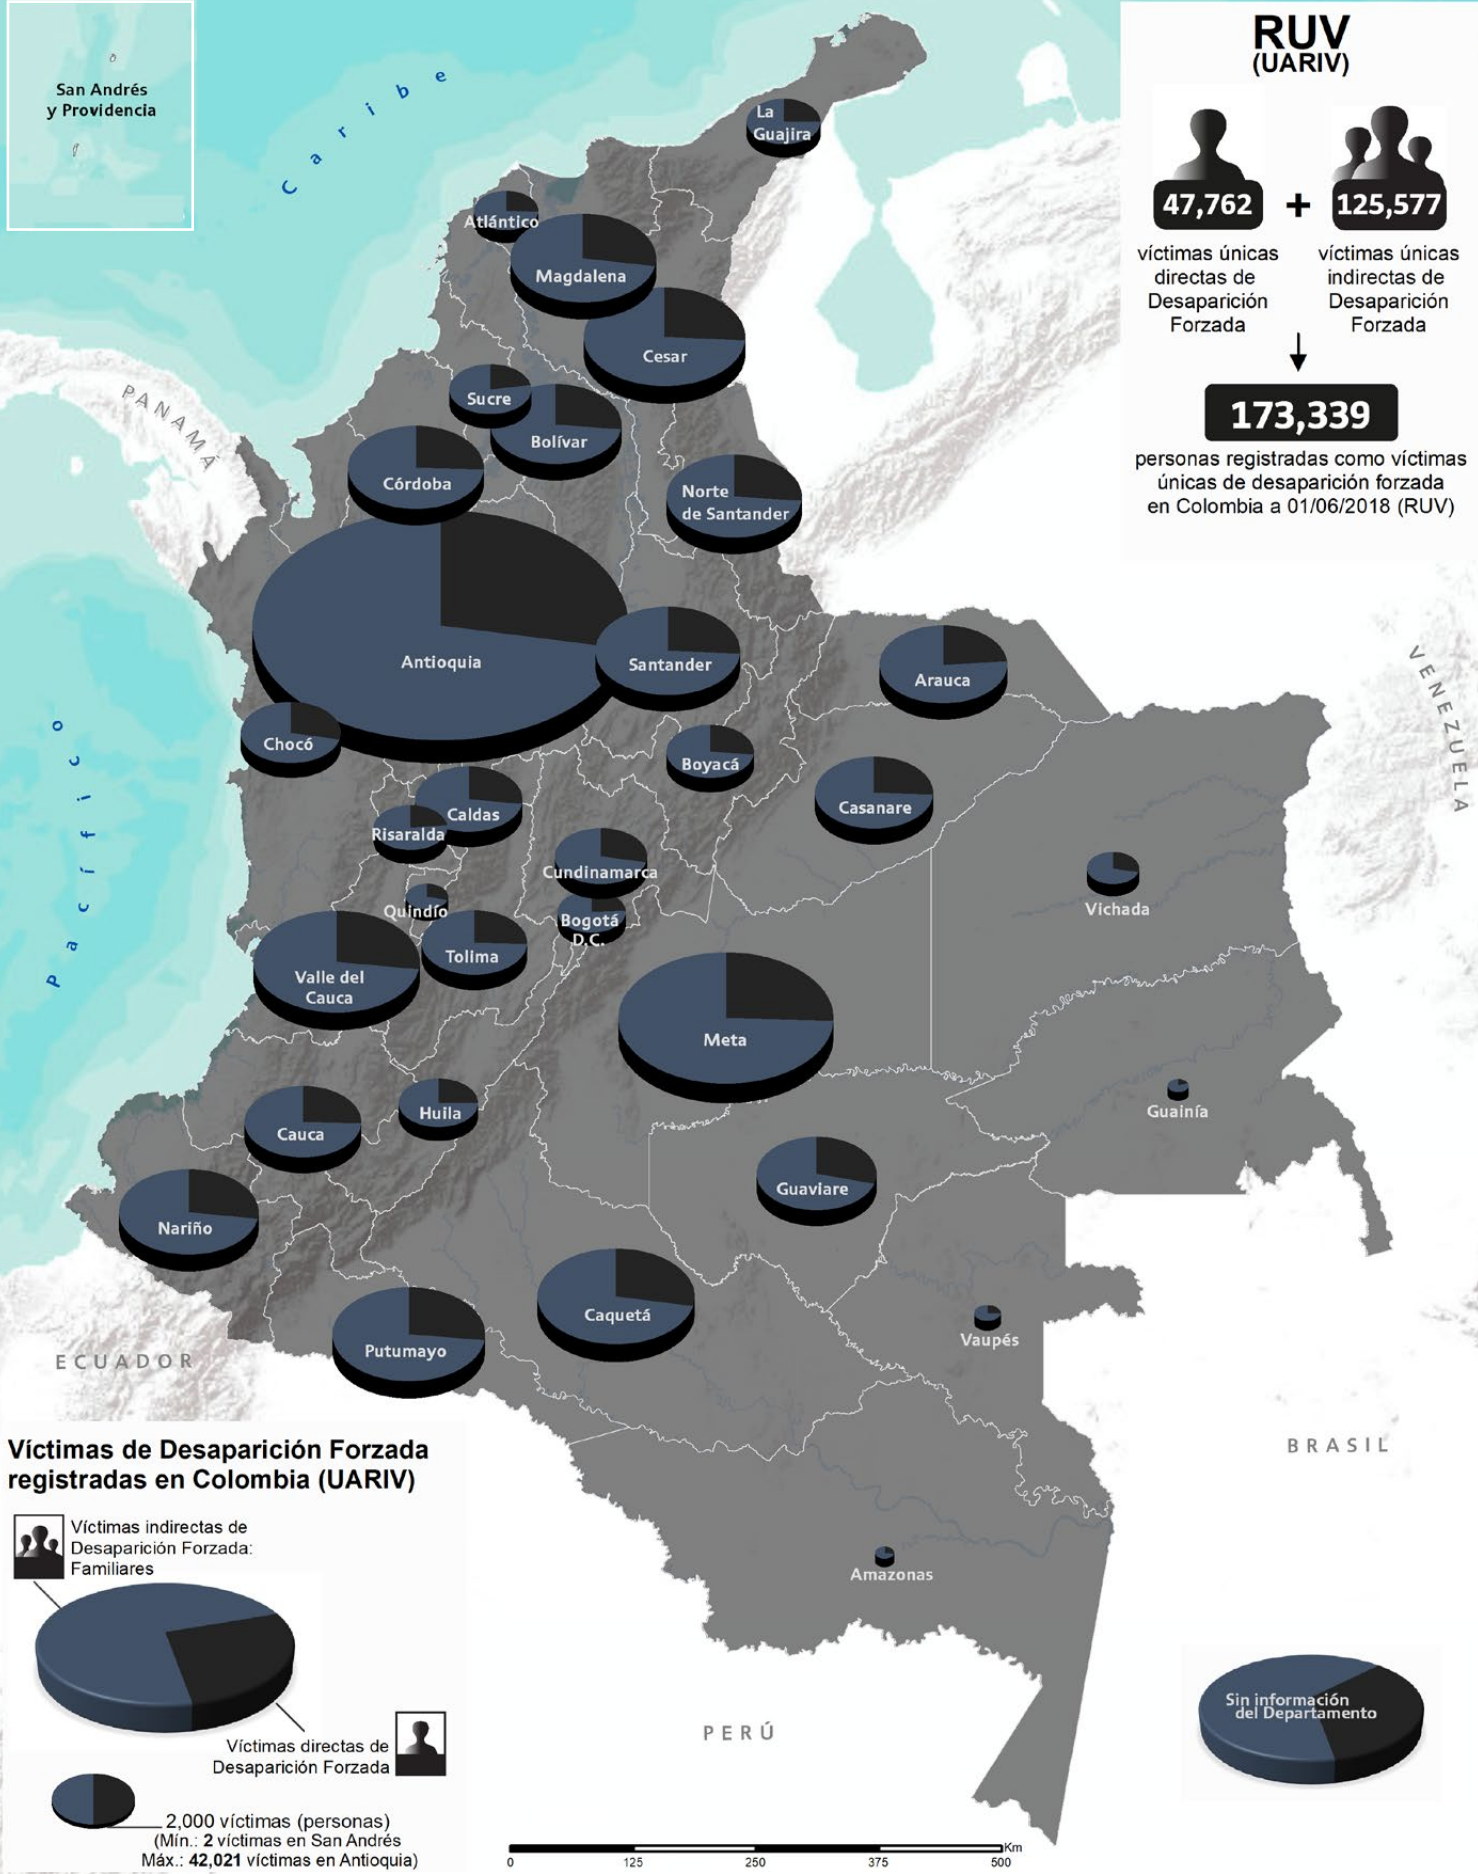 San Andrés
y Providencia
Caribe
RUV
(UARIV)
47,762 + 125,577
víctimas únicas
directas de
Desaparición
Forzada
víctimas únicas
indirectas de
Desaparición
Forzada
173,339
personas registradas como víctimas
únicas de desaparición forzada
en Colombia a 01/06/2018 (RUV)
La
Guajira
Atlántico
Magdalena
Cesar
Sucre
Bolívar
Córdoba
Norte
de Santander
PANAMÁ
Antioquia
Santander
Arauca
VENEZUELA
Chocó
Boyacá
Casanare
Pacífico
Caldas
Risaralda
Cundinamarca
Quindío
Bogotá
D.C.
Tolima
Vichada
Valle del
Cauca
Meta
Guainía
Huila
Cauca
Guaviare
Nariño
Caquetá
Putumayo
Vaupés
ECUADOR
BRASIL
Amazonas
PERÚ
Víctimas de Desaparición Forzada
registradas en Colombia (UARIV)
Víctimas indirectas de
Desaparición Forzada:
Familiares
Víctimas directas de
Desaparición Forzada
2,000 víctimas (personas)
(Mín.: 2 víctimas en San Andrés
Máx.: 42,021 víctimas en Antioquia)
Sin información
del Departamento
Km
0 125 250 375 500